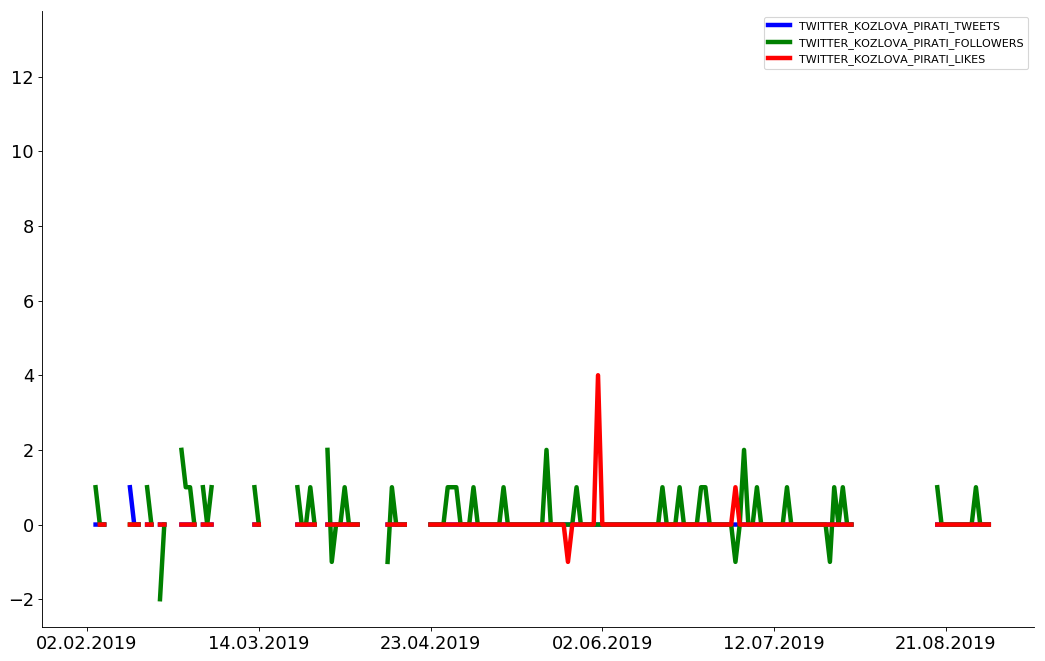 TWITTER_KOZLOVA_PIRATI_TWEETS
TWITTER_KOZLOVA_PIRATI_FOLLOWERS
TWITTER_KOZLOVA_PIRATI_LIKES
12
10
8
6
4
2
0
−2
02.02.2019 14.03.2019 23.04.2019 02.06.2019 12.07.2019 21.08.2019